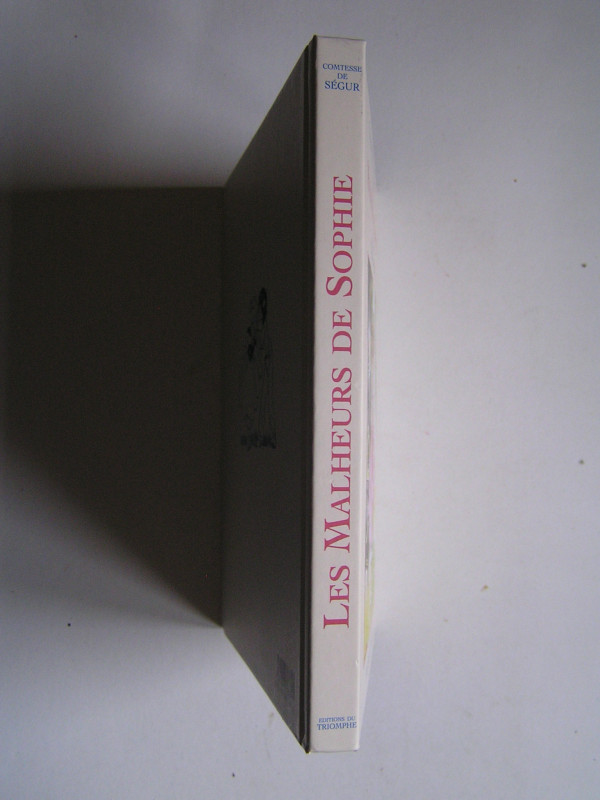 COMTESSE
DE
SÉGUR
LES MALHEURS DE SOPHIE
EDITIONS DU
TRIOMPHE